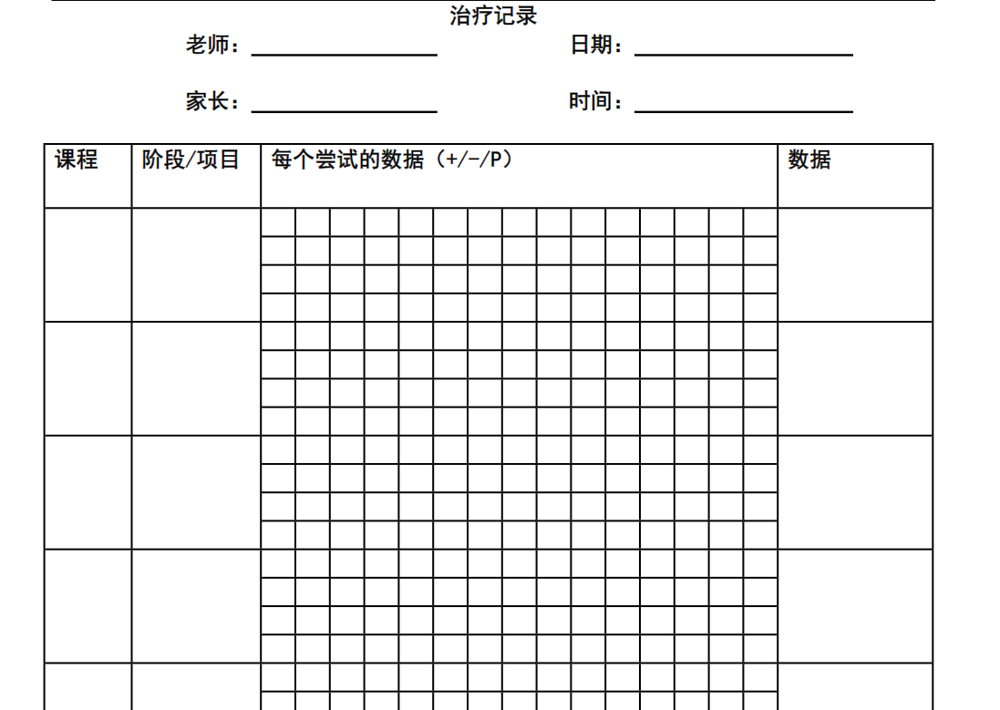 治疗记录
老师：
日期：
家长：
时间：
课程
阶段/项目
每个尝试的数据（+/-/P）
数据